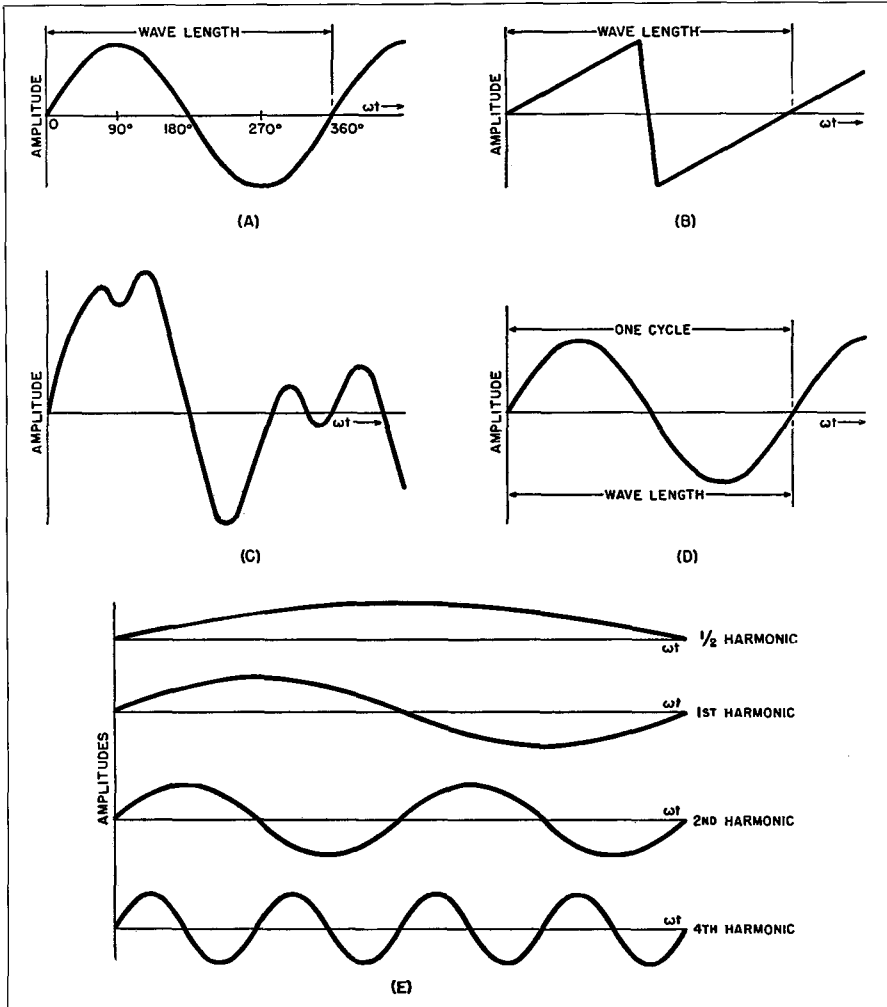 WAVE LENGTH
AMPLITUDE
0 90° 180° 270° 360°
ωt
(A)
WAVE LENGTH
AMPLITUDE
ωt
(B)
AMPLITUDE
ωt
(C)
ONE CYCLE
AMPLITUDE
ωt
WAVE LENGTH
(D)
AMPLITUDES
ωt
1/2 HARMONIC
ωt
1ST HARMONIC
ωt
2ND HARMONIC
ωt
4TH HARMONIC
(E)